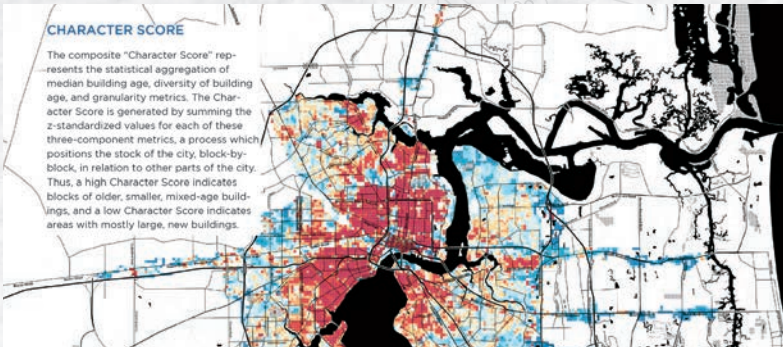 CHARACTER SCORE
The composite “Character Score” rep-
resents the statistical aggregation of
median building age, diversity of building
age, and granularity metrics. The Char-
acter Score is generated by summing the
z-standardized values for each of these
three-component metrics, a process which
positions the stock of the city, block-by-
block, in relation to other parts of the city.
Thus, a high Character Score indicates
blocks of older, smaller, mixed-age build-
ings, and a low Character Score indicates
areas with mostly large, new buildings.